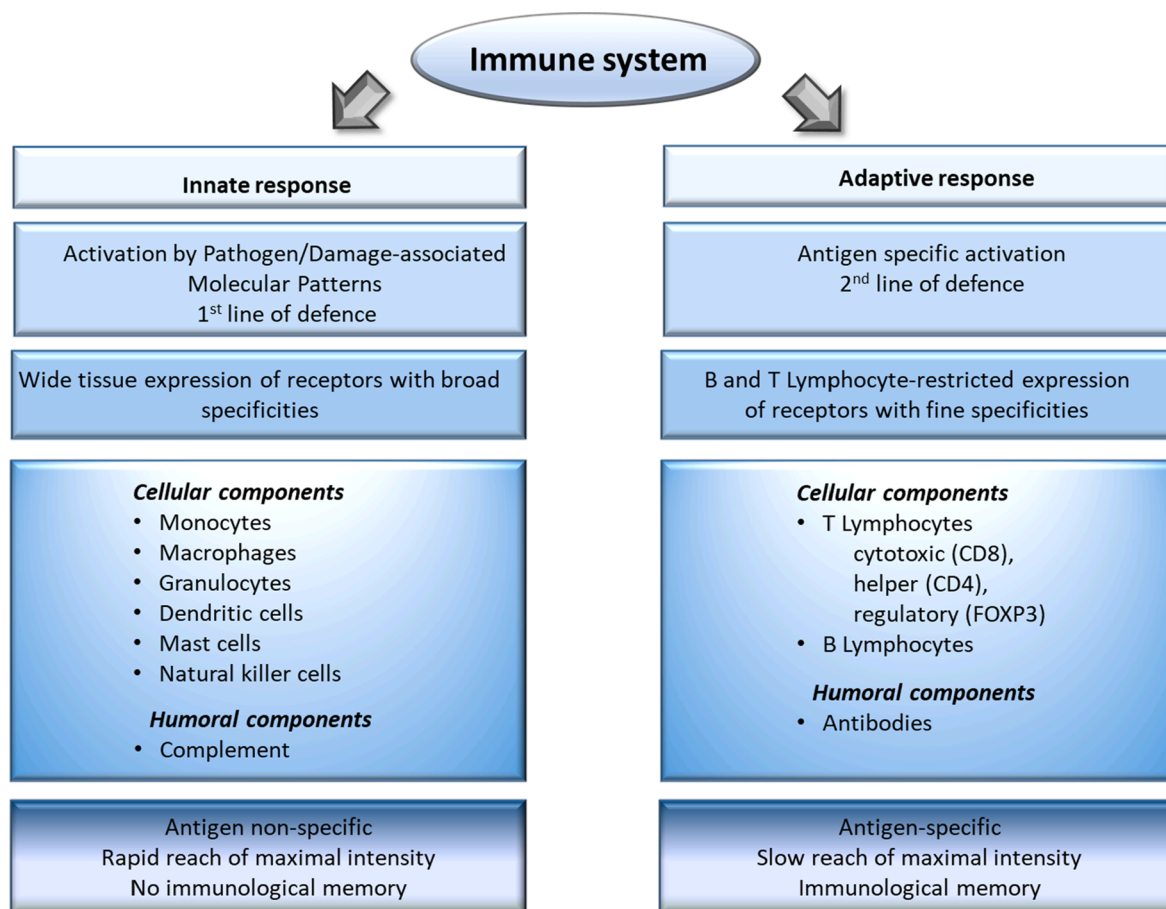 Immune system
Innate response
Activation by Pathogen/Damage-associated
Molecular Patterns
1st line of defence
Wide tissue expression of receptors with broad
specificities
Cellular components
• Monocytes
• Macrophages
• Granulocytes
• Dendritic cells
• Mast cells
• Natural killer cells
Humoral components
• Complement
Antigen non-specific
Rapid reach of maximal intensity
No immunological memory
Adaptive response
Antigen specific activation
2nd line of defence
B and T Lymphocyte-restricted expression
of receptors with fine specificities
Cellular components
• T Lymphocytes
cytotoxic (CD8),
helper (CD4),
regulatory (FOXP3)
• B Lymphocytes
Humoral components
• Antibodies
Antigen-specific
Slow reach of maximal intensity
Immunological memory